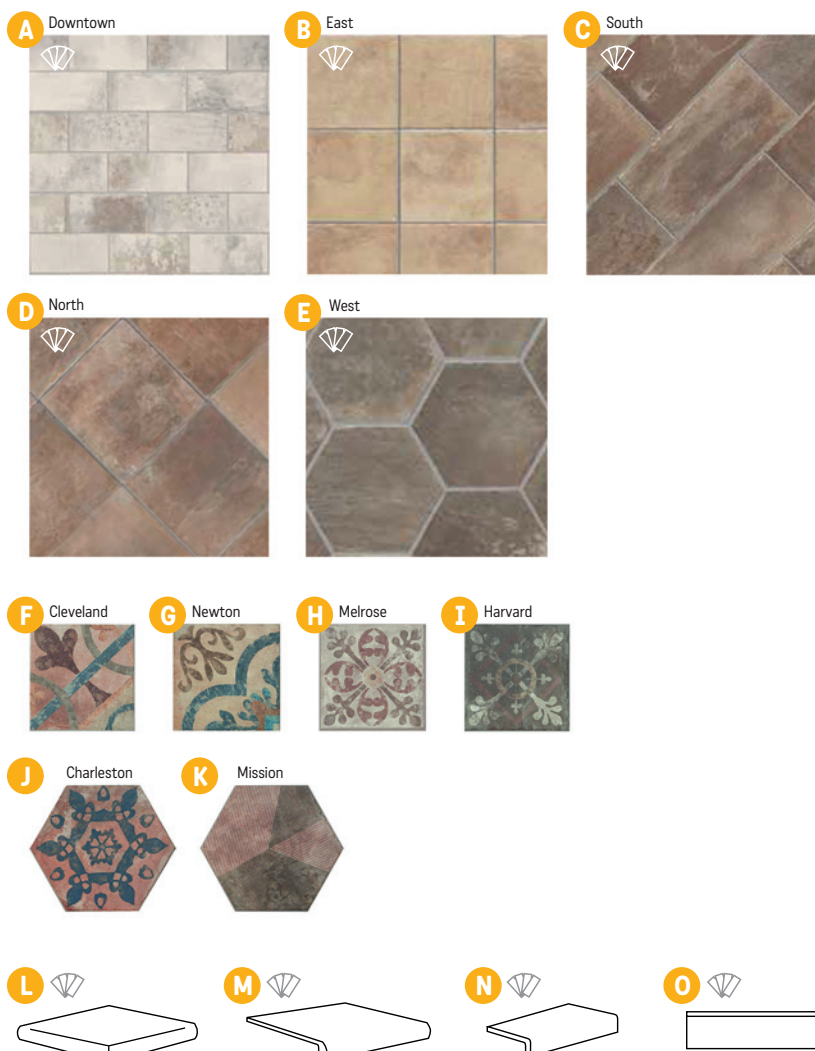 A Downtown
B East
C South
D North
E West
F Cleveland
G Newton
H Melrose
I Harvard
J Charleston
K Mission
L
M
N
O